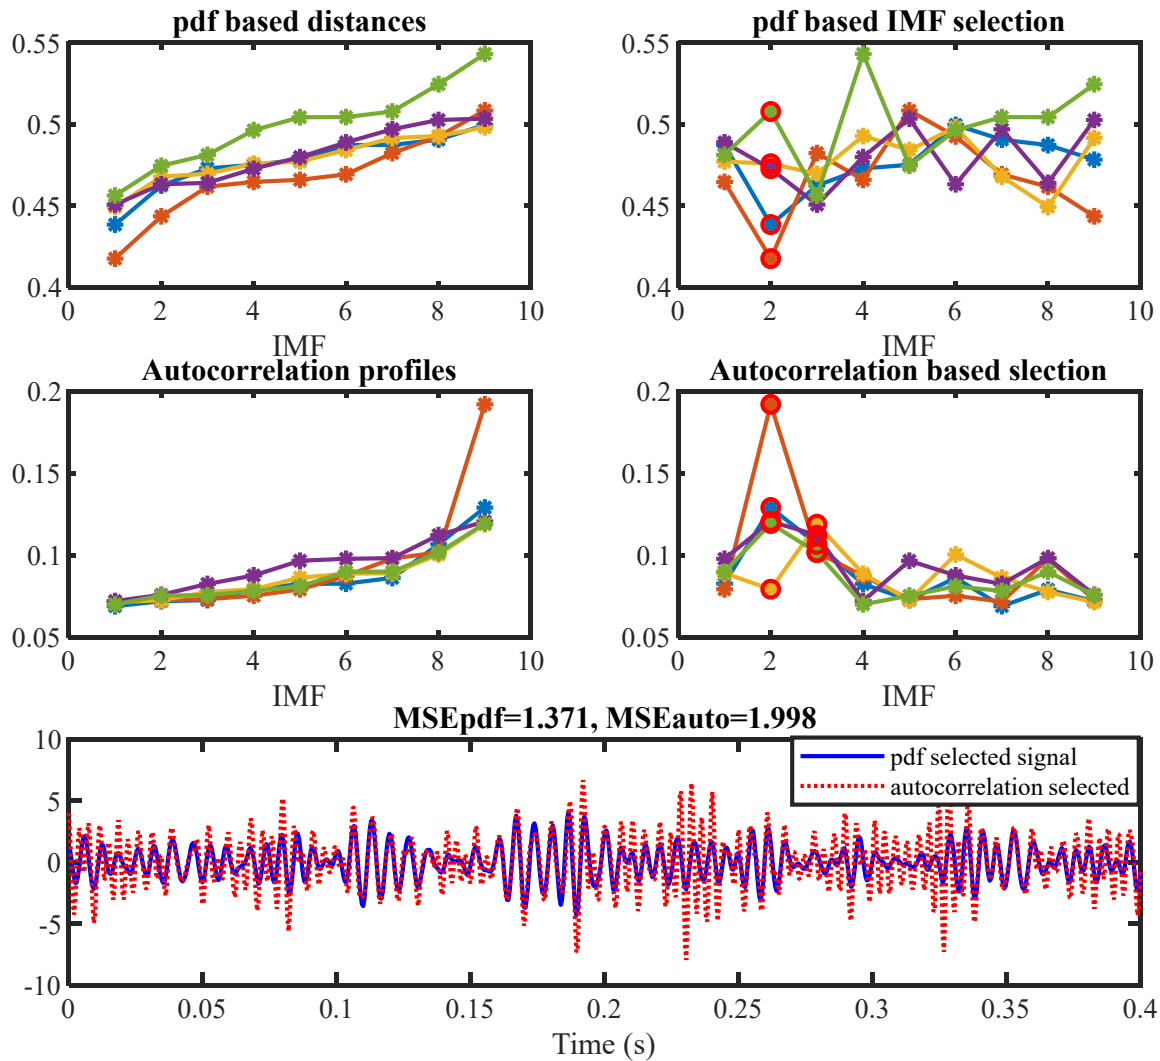 pdf based distances
0.55
0.5
0.45
0.4
0 2 4 6 8 10
IMF
pdf based IMF selection
0.55
0.5
0.45
0.4
0 2 4 6 8 10
IMF
Autocorrelation profiles
0.2
0.15
0.1
0.05
0 2 4 6 8 10
IMF
Autocorrelation based slection
0.2
0.15
0.1
0.05
0 2 4 6 8 10
IMF
MSEpdf=1.371, MSEauto=1.998
10
5
0
-5
-10
pdf selected signal
autocorrelation selected
0 0.05 0.1 0.15 0.2 0.25 0.3 0.35 0.4
Time (s)